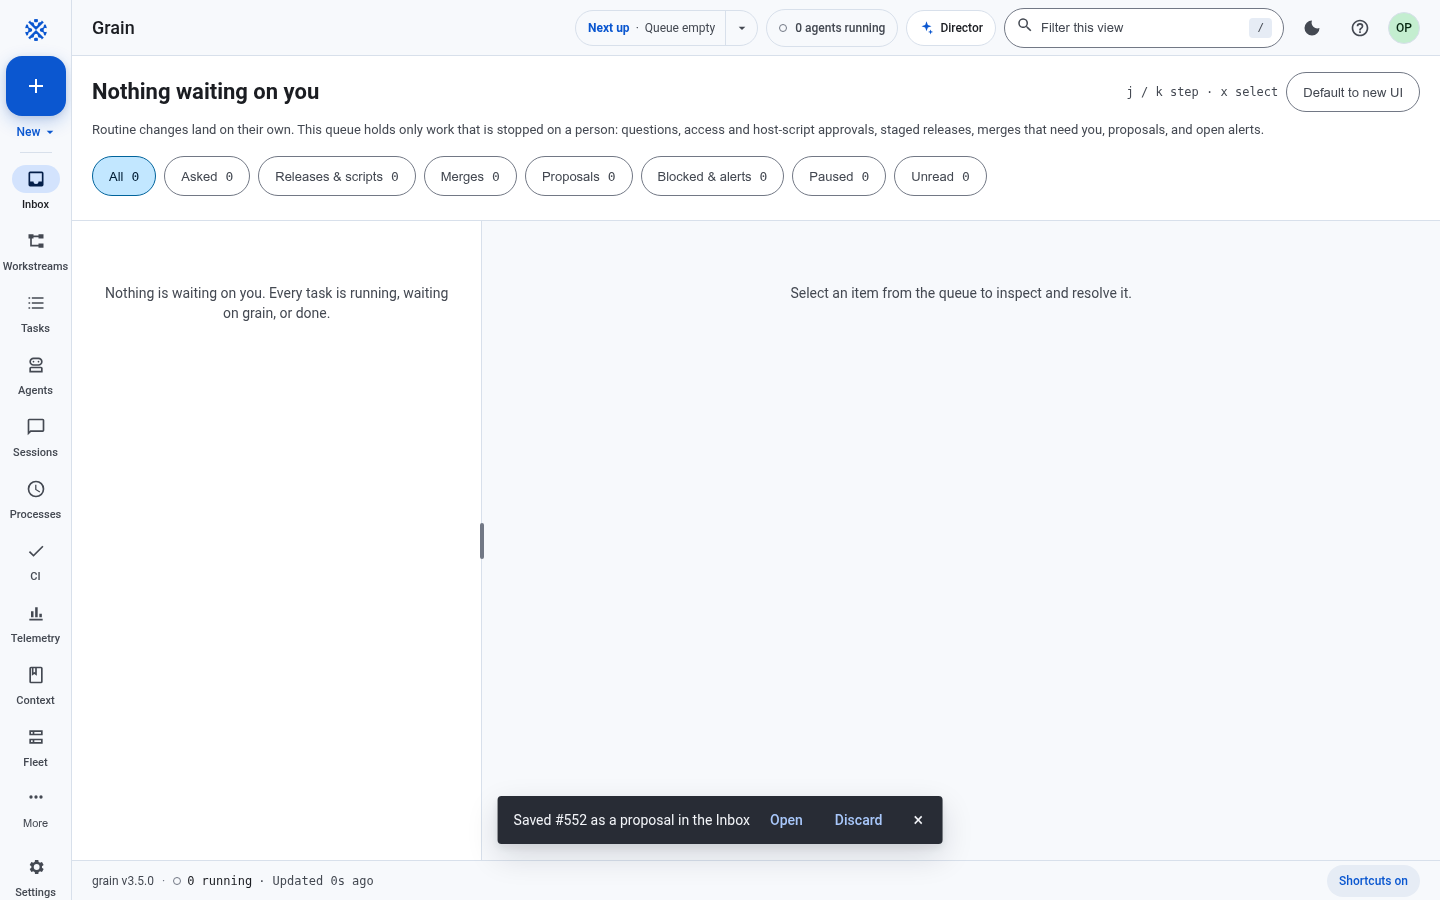 Grain
Next up · Queue empty
0 agents running
Director
Filter this view /
OP
New
Inbox
Workstreams
Tasks
Agents
Sessions
Processes
CI
Telemetry
Context
Fleet
More
Settings
Nothing waiting on you
j / k step · x select
Default to new UI
Routine changes land on their own. This queue holds only work that is stopped on a person: questions, access and host-script approvals, staged releases, merges that need you, proposals, and open alerts.
All 0
Asked 0
Releases & scripts 0
Merges 0
Proposals 0
Blocked & alerts 0
Paused 0
Unread 0
Nothing is waiting on you. Every task is running, waiting
on grain, or done.
Select an item from the queue to inspect and resolve it.
Saved #552 as a proposal in the Inbox Open Discard ×
grain v3.5.0 · 0 running · Updated 0s ago
Shortcuts on